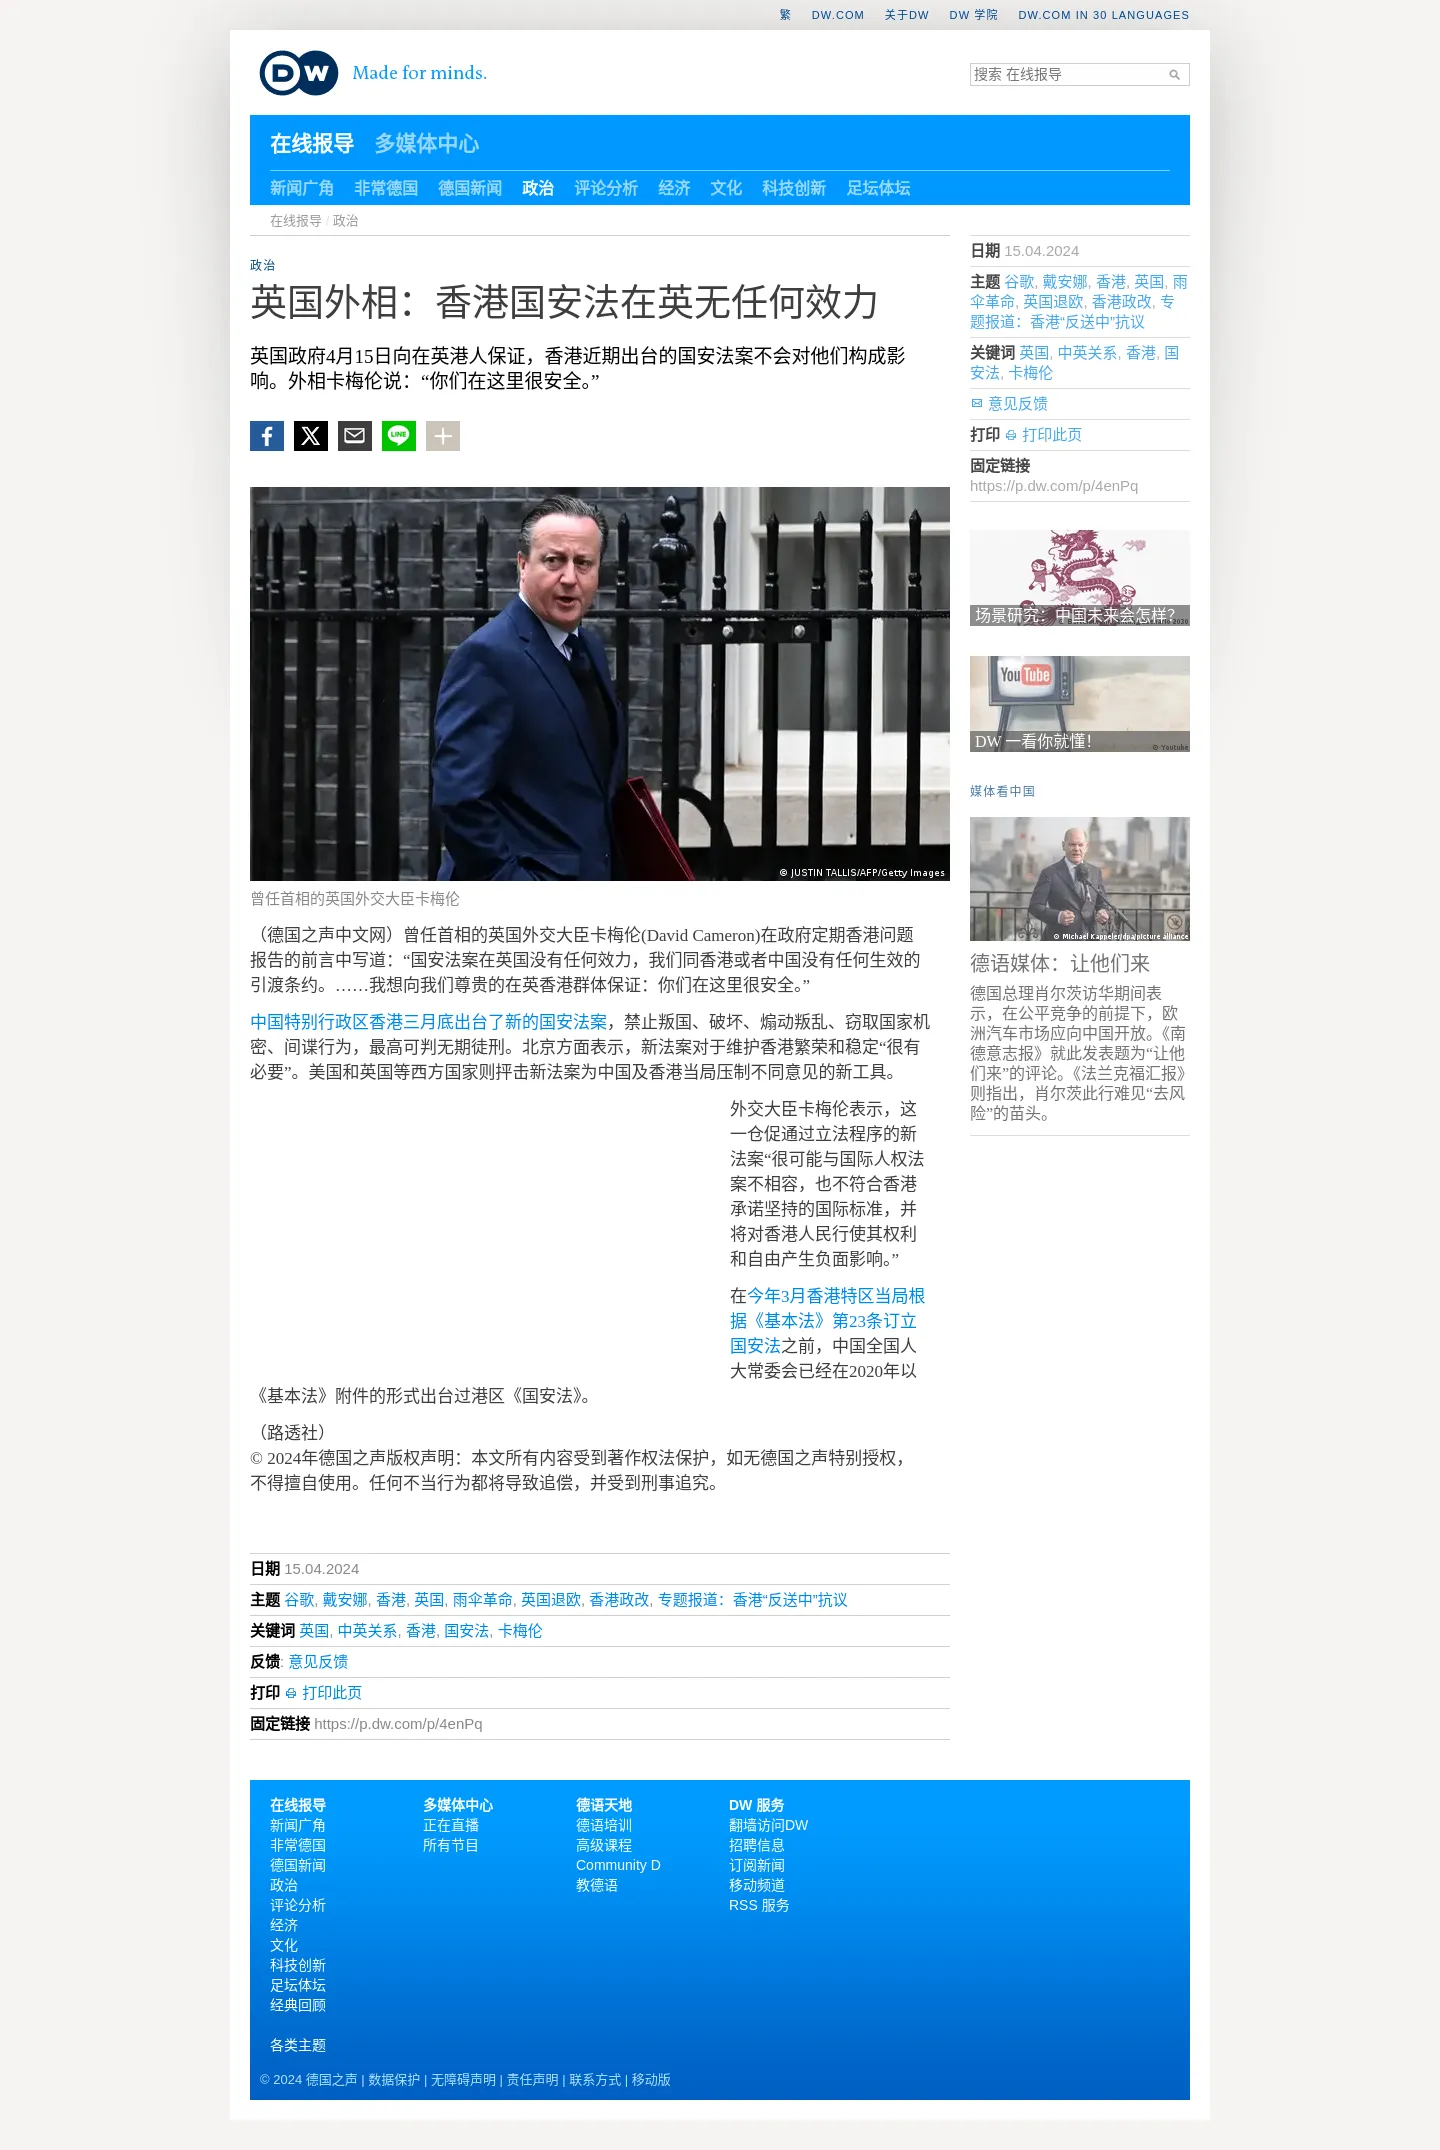 繁 DW.COM 关于DW DW 学院 DW.COM IN 30 LANGUAGES
DW Made for minds.
搜索 在线报导
在线报导 多媒体中心
新闻广角 非常德国 德国新闻 政治 评论分析 经济 文化 科技创新 足坛体坛
在线报导 / 政治
政治
英国外相：香港国安法在英无任何效力
英国政府4月15日向在英港人保证，香港近期出台的国安法案不会对他们构成影
响。外相卡梅伦说：“你们在这里很安全。”
LINE
© JUSTIN TALLIS/AFP/Getty Images
曾任首相的英国外交大臣卡梅伦
（德国之声中文网）曾任首相的英国外交大臣卡梅伦(David Cameron)在政府定期香港问题
报告的前言中写道：“国安法案在英国没有任何效力，我们同香港或者中国没有任何生效的
引渡条约。……我想向我们尊贵的在英香港群体保证：你们在这里很安全。”
中国特别行政区香港三月底出台了新的国安法案，禁止叛国、破坏、煽动叛乱、窃取国家机
密、间谍行为，最高可判无期徒刑。北京方面表示，新法案对于维护香港繁荣和稳定“很有
必要”。美国和英国等西方国家则抨击新法案为中国及香港当局压制不同意见的新工具。
外交大臣卡梅伦表示，这
一仓促通过立法程序的新
法案“很可能与国际人权法
案不相容，也不符合香港
承诺坚持的国际标准，并
将对香港人民行使其权利
和自由产生负面影响。”
在今年3月香港特区当局根
据《基本法》第23条订立
国安法之前，中国全国人
大常委会已经在2020年以
《基本法》附件的形式出台过港区《国安法》。
（路透社）
© 2024年德国之声版权声明：本文所有内容受到著作权法保护，如无德国之声特别授权，
不得擅自使用。任何不当行为都将导致追偿，并受到刑事追究。
日期 15.04.2024
主题 谷歌, 戴安娜, 香港, 英国, 雨伞革命, 英国退欧, 香港政改, 专题报道：香港“反送中”抗议
关键词 英国, 中英关系, 香港, 国安法, 卡梅伦
反馈: 意见反馈
打印 打印此页
固定链接 https://p.dw.com/p/4enPq
日期 15.04.2024
主题 谷歌, 戴安娜, 香港, 英国, 雨
伞革命, 英国退欧, 香港政改, 专
题报道：香港“反送中”抗议
关键词 英国, 中英关系, 香港, 国
安法, 卡梅伦
意见反馈
打印 打印此页
固定链接
https://p.dw.com/p/4enPq
场景研究：中国未来会怎样？
YouTube
DW 一看你就懂！
© Youtube
媒体看中国
© Michael Kappeler/dpa/picture alliance
德语媒体：让他们来
德国总理肖尔茨访华期间表
示，在公平竞争的前提下，欧
洲汽车市场应向中国开放。《南
德意志报》就此发表题为“让他
们来”的评论。《法兰克福汇报》
则指出，肖尔茨此行难见“去风
险”的苗头。
在线报导
新闻广角
非常德国
德国新闻
政治
评论分析
经济
文化
科技创新
足坛体坛
经典回顾
各类主题
多媒体中心
正在直播
所有节目
德语天地
德语培训
高级课程
Community D
教德语
DW 服务
翻墙访问DW
招聘信息
订阅新闻
移动频道
RSS 服务
© 2024 德国之声 | 数据保护 | 无障碍声明 | 责任声明 | 联系方式 | 移动版